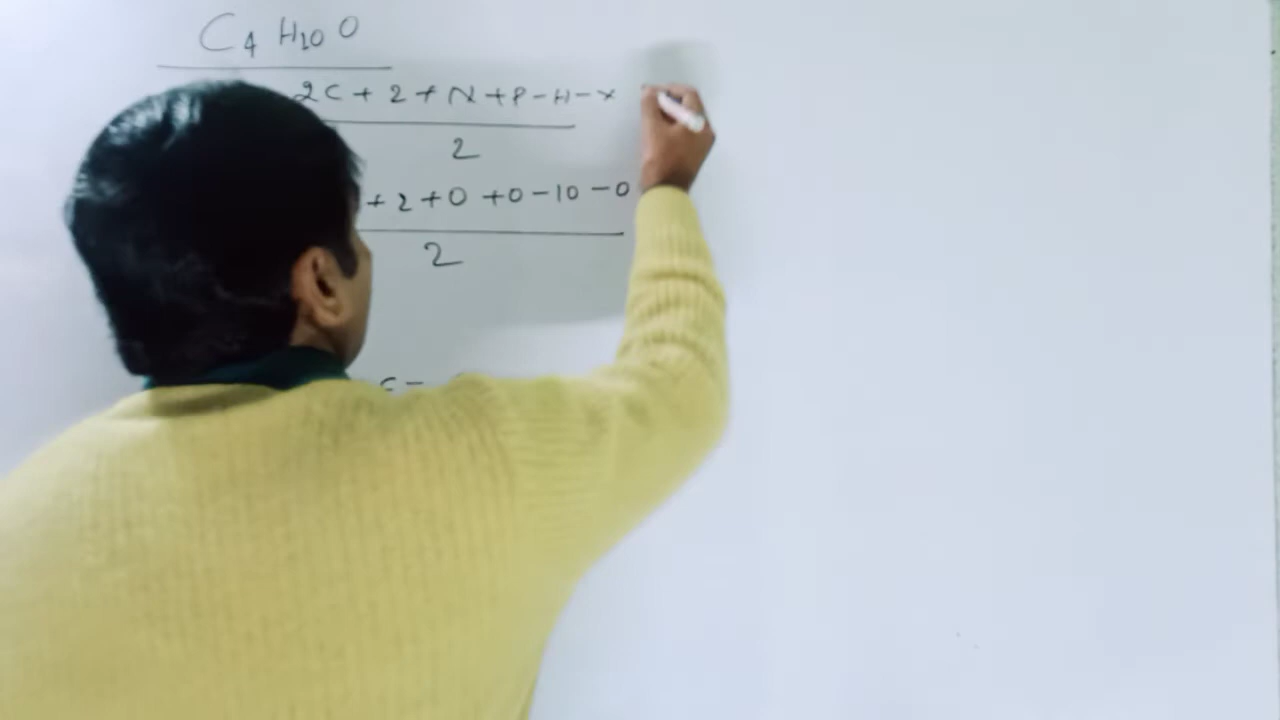 C4 H10 O
2C + 2 + N + P - H - X
2
+ 2 + 0 + 0 - 10 - 0
2